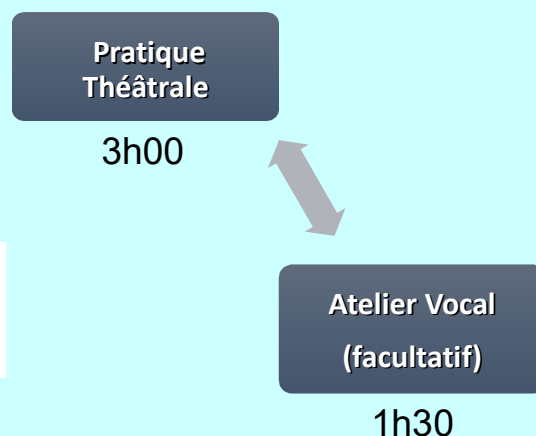 Pratique
Théâtrale
3h00
Atelier Vocal
(facultatif)
1h30